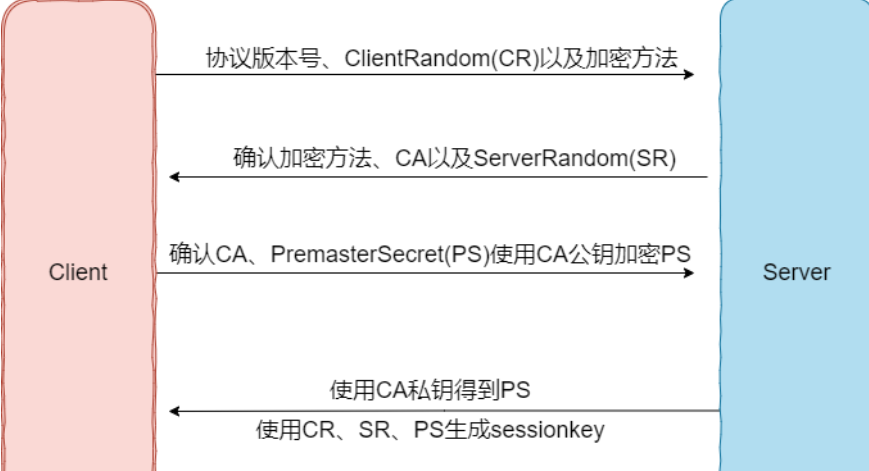 协议版本号、ClientRandom(CR)以及加密方法
确认加密方法、CA以及ServerRandom(SR)
确认CA、PremasterSecret(PS)使用CA公钥加密PS
Client
Server
使用CA私钥得到PS
使用CR、SR、PS生成sessionkey